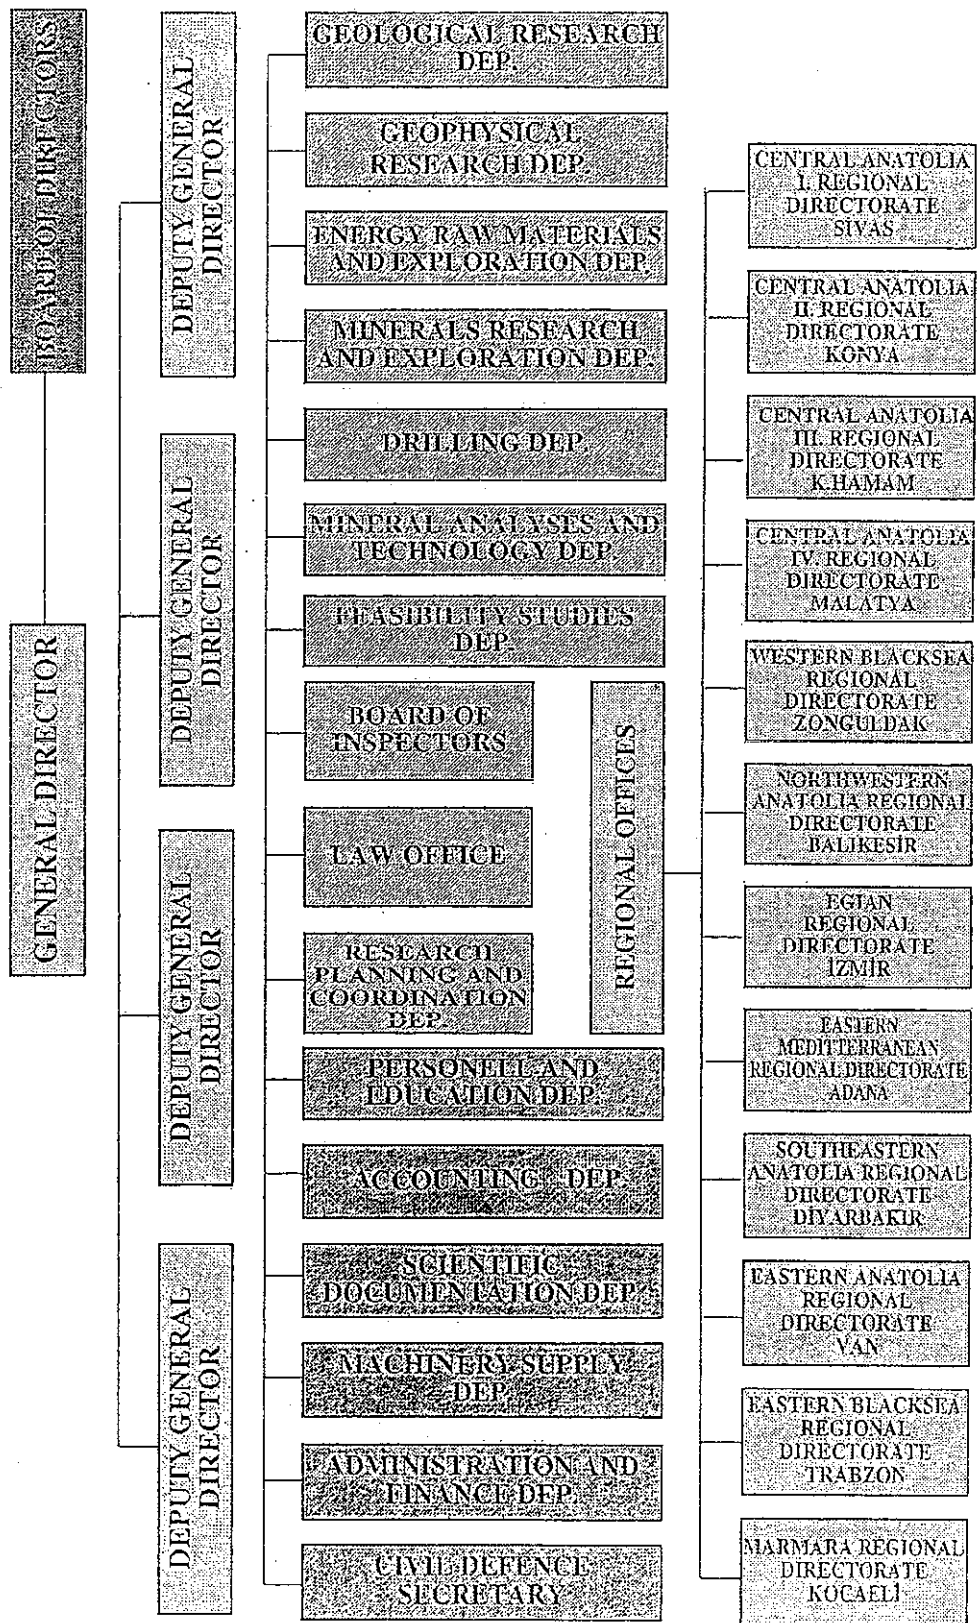 BOARD OF DIRECTORS
GENERAL DIRECTOR
DEPUTY GENERAL
DIRECTOR
DEPUTY GENERAL
DIRECTOR
DEPUTY GENERAL
DIRECTOR
DEPUTY GENERAL
DIRECTOR
GEOLOGICAL RESEARCH
DEP.
GEOPHYSICAL
RESEARCH DEP.
ENERGY RAW MATERIALS
AND EXPLORATION DEP.
MINERALS RESEARCH
AND EXPLORATION DEP.
DRILLING DEP.
MINERAL ANALYSES AND
TECHNOLOGY DEP.
FEASIBILITY STUDIES
DEP.
BOARD OF
INSPECTORS
LAW OFFICE
RESEARCH
PLANNING AND
COORDINATION
DEP.
PERSONELL AND
EDUCATION DEP.
ACCOUNTING DEP.
SCIENTIFIC
DOCUMENTATION DEP.
MACHINERY SUPPLY
DEP.
ADMINISTRATION AND
FINANCE DEP.
CIVIL DEFENCE
SECRETARY
REGIONAL OFFICES
CENTRAL ANATOLIA
I. REGIONAL
DIRECTORATE
SIVAS
CENTRAL ANATOLIA
II. REGIONAL
DIRECTORATE
KONYA
CENTRAL ANATOLIA
III. REGIONAL
DIRECTORATE
K.HAMAM
CENTRAL ANATOLIA
IV. REGIONAL
DIRECTORATE
MALATYA
WESTERN BLACKSEA
REGIONAL
DIRECTORATE
ZONGULDAK
NORTHWESTERN
ANATOLIA REGIONAL
DIRECTORATE
BALIKESİR
EGIAN
REGIONAL
DIRECTORATE
İZMİR
EASTERN
MEDITTERRANEAN
REGIONAL DIRECTORATE
ADANA
SOUTHEASTERN
ANATOLIA REGIONAL
DIRECTORATE
DİYARBAKIR
EASTERN ANATOLIA
REGIONAL
DIRECTORATE
VAN
EASTERN BLACKSEA
REGIONAL
DIRECTORATE
TRABZON
MARMARA REGIONAL
DIRECTORATE
KOCAELİ